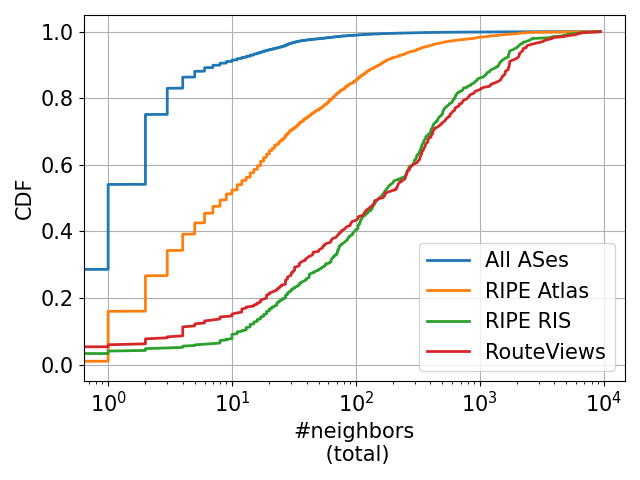 1.0
0.8
0.6
0.4
0.2
0.0
CDF
10⁰
10¹
10²
10³
10⁴
#neighbors
(total)
All ASes
RIPE Atlas
RIPE RIS
RouteViews